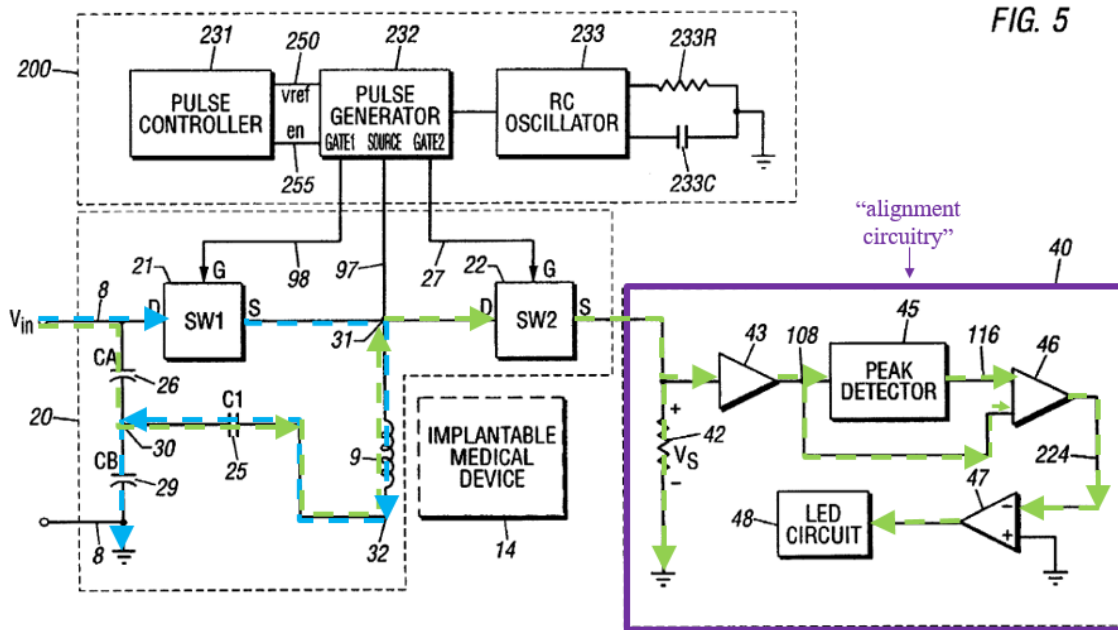 FIG. 5
231
250
232
233
233R
200
PULSE
CONTROLLER
vref
en
255
PULSE
GENERATOR
GATE1 SOURCE GATE2
RC
OSCILLATOR
233C
98
97
27
"alignment
circuitry"
40
21
G
22
G
Vin
8
D
SW1
S
31
D
SW2
S
CA
26
C1
25
20
30
CB
29
8
9
32
IMPLANTABLE
MEDICAL
DEVICE
14
43
108
45
PEAK
DETECTOR
116
46
+
42
VS
-
224
47
-
+
48
LED
CIRCUIT